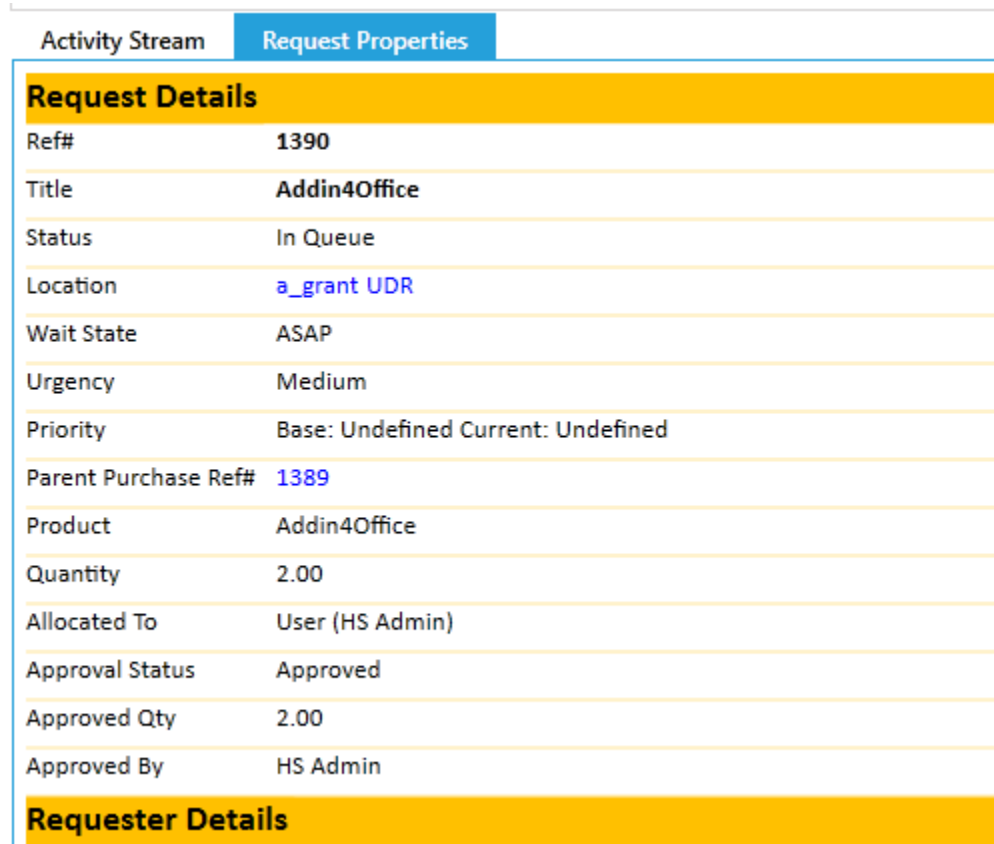 Activity Stream Request Properties
Request Details
Ref# 1390
Title Addin4Office
Status In Queue
Location a_grant UDR
Wait State ASAP
Urgency Medium
Priority Base: Undefined Current: Undefined
Parent Purchase Ref# 1389
Product Addin4Office
Quantity 2.00
Allocated To User (HS Admin)
Approval Status Approved
Approved Qty 2.00
Approved By HS Admin
Requester Details